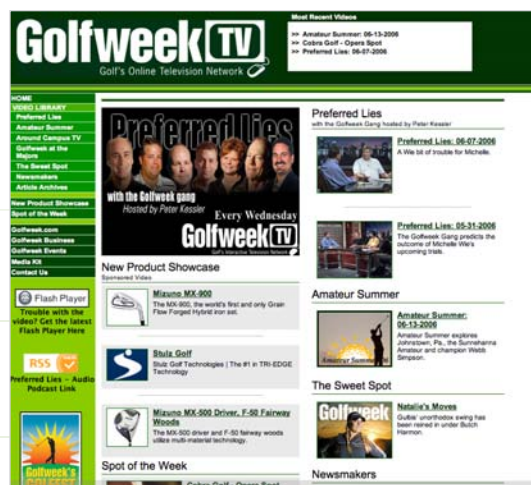 Golfweek TV
Golf's Online Television Network
Most Recent Videos
>> Amateur Summer: 06-13-2006
>> Cobra Golf - Opera Spot
>> Preferred Lies: 06-07-2006
HOME
VIDEO LIBRARY
Preferred Lies
Amateur Summer
Around Campus TV
Golfweek at the
Majors
The Sweet Spot
Newsmakers
Article Archives
New Product Showcase
Spot of the Week
Golfweek.com
Golfweek Business
Golfweek Events
Media Kit
Contact Us
Flash Player
Trouble with the
video? Get the latest
Flash Player Here
RSS
Preferred Lies - Audio
Podcast Link
Golfweek's
GOLFFEST
Preferred Lies
with the Golfweek gang
Hosted by Peter Kessler
Every Wednesday
Golfweek TV
Golf's Interactive Television Network
New Product Showcase
Sponsored Video
Mizuno MX-900
The MX-900, the world's first and only Grain
Flow Forged Hybrid iron set.
Stulz Golf
Stulz Golf Technologies | The #1 in TRI-EDGE
Technology
Mizuno MX-500 Driver, F-50 Fairway
Woods
The MX-500 driver and F-50 fairway woods
utilize multi-material technology.
Spot of the Week
Cobra Golf - Opera Spot
Preferred Lies
with the Golfweek Gang hosted by Peter Kessler
Preferred Lies: 06-07-2006
A Wie bit of trouble for Michelle.
Preferred Lies: 05-31-2006
The Golfweek Gang predicts the
outcome of Michelle Wie's
upcoming trials.
Amateur Summer
Amateur Summer 06
Amateur Summer:
06-13-2006
Amateur Summer explores
Johnstown, Pa., the Sunnehanna
Amateur and champion Webb
Simpson.
The Sweet Spot
Golfweek
Natalie's Moves
Gulbis' unorthodox swing has
been reined in under Butch
Harmon.
Newsmakers